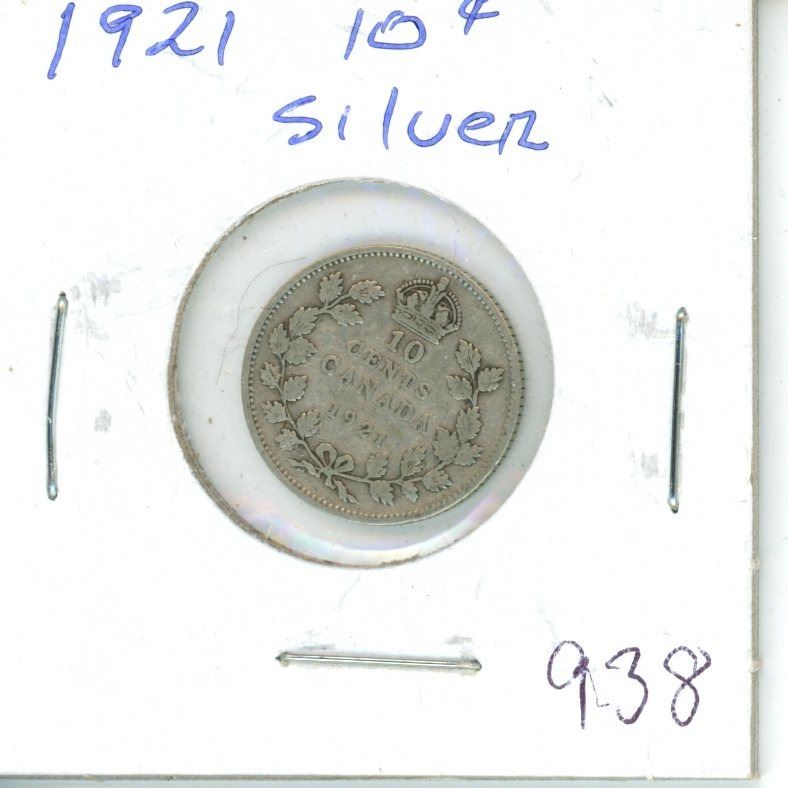 1921 10¢
Silver
10
CENTS
CANADA
1921
938